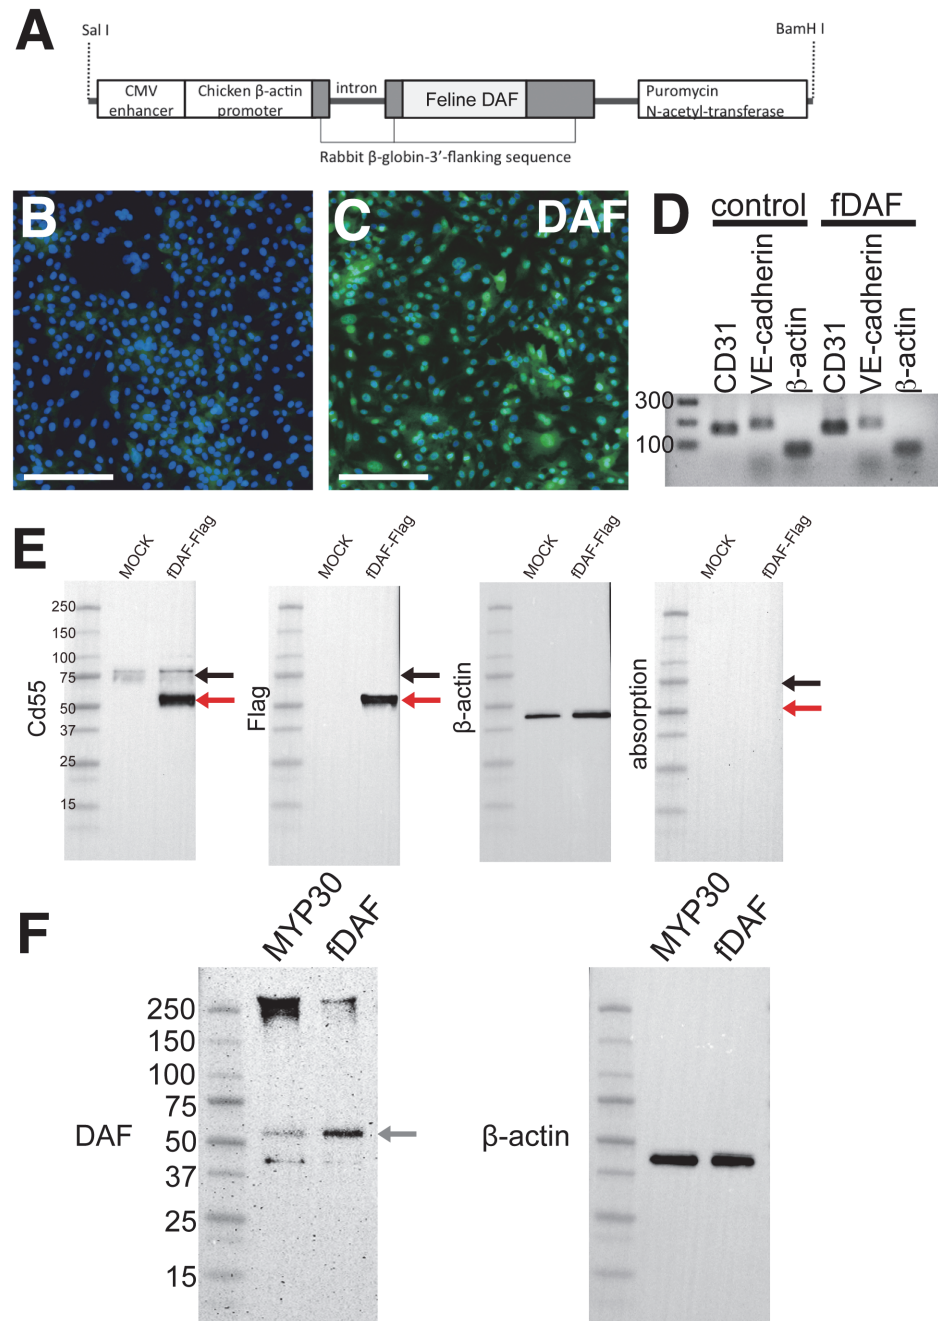 A
Sal I
BamH I
CMV
enhancer
Chicken β-actin
promoter
intron
Feline DAF
Puromycin
N-acetyl-transferase
Rabbit β-globin-3'-flanking sequence
B
C
DAF
D
control
fDAF
CD31
VE-cadherin
β-actin
CD31
VE-cadherin
β-actin
300
100
E
MOCK
fDAF-Flag
MOCK
fDAF-Flag
MOCK
fDAF-Flag
MOCK
fDAF-Flag
250
150
100
75
50
37
25
15
Cd55
Flag
β-actin
absorption
F
MYP30
fDAF
MYP30
fDAF
250
150
100
75
50
37
25
15
DAF
β-actin